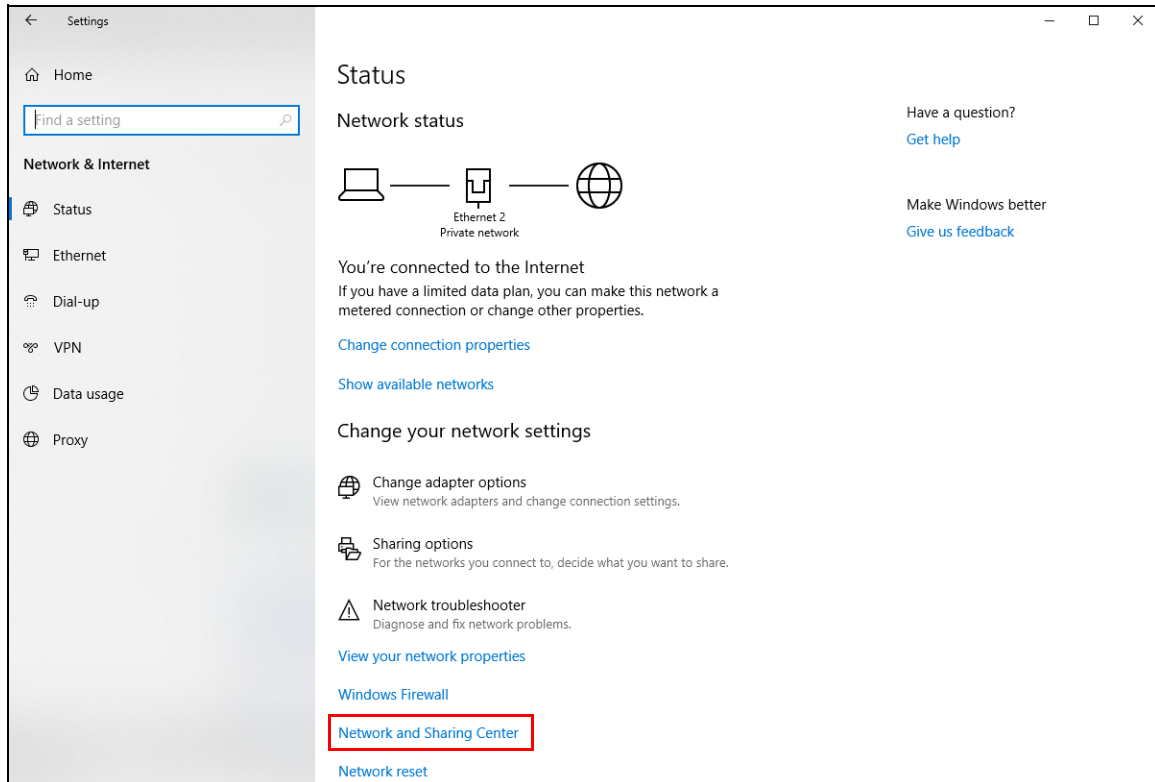 Settings
Home
Find a setting
Network & Internet
Status
Ethernet
Dial-up
VPN
Data usage
Proxy
Status
Network status
Ethernet 2
Private network
You're connected to the Internet
If you have a limited data plan, you can make this network a
metered connection or change other properties.
Change connection properties
Show available networks
Change your network settings
Change adapter options
View network adapters and change connection settings.
Sharing options
For the networks you connect to, decide what you want to share.
Network troubleshooter
Diagnose and fix network problems.
View your network properties
Windows Firewall
Network and Sharing Center
Network reset
Have a question?
Get help
Make Windows better
Give us feedback